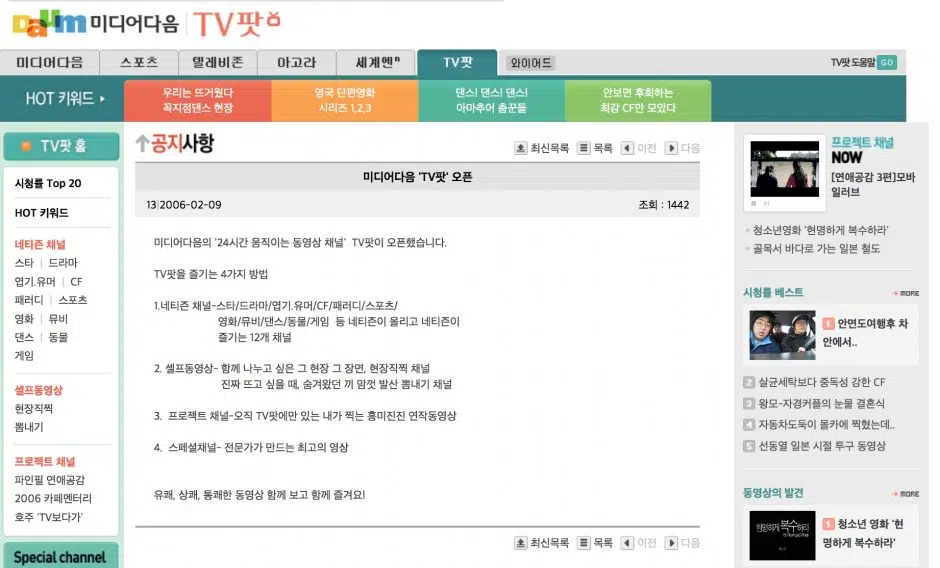 Daum 미디어다음 TV팟
미디어다음 스포츠 텔레비존 아고라 세계엔ⁿ TV팟 와이어드 TV팟 도움말 GO
HOT 키워드
우리는 뜨거웠다
꼭지점댄스 현장
영국 단편영화
시리즈 1,2,3
댄스! 댄스! 댄스!
아마추어 춤꾼들
안보면 후회하는
최강 CF만 모았다
TV팟 홈
시청률 Top 20
HOT 키워드
네티즌 채널
스타 | 드라마
엽기.유머 | CF
패러디 | 스포츠
영화 | 뮤비
댄스 | 동물
게임
셀프동영상
현장직찍
뽐내기
프로젝트 채널
파인필 연애공감
2006 카페멘터리
호주 'TV보다가'
Special channel
공지사항
최신목록 목록 이전 다음
미디어다음 'TV팟' 오픈
13|2006-02-09 조회 : 1442
미디어다음의 '24시간 움직이는 동영상 채널' TV팟이 오픈했습니다.
TV팟을 즐기는 4가지 방법
1.네티즌 채널-스타/드라마/엽기.유머/CF/패러디/스포츠/
영화/뮤비/댄스/동물/게임 등 네티즌이 올리고 네티즌이
즐기는 12개 채널
2. 셀프동영상- 함께 나누고 싶은 그 현장 그 장면, 현장직찍 채널
진짜 뜨고 싶을 때, 숨겨왔던 끼 맘껏 발산 뽐내기 채널
3. 프로젝트 채널-오직 TV팟에만 있는 내가 찍는 흥미진진 연작동영상
4. 스페셜채널- 전문가가 만드는 최고의 영상
유쾌, 상쾌, 통쾌한 동영상 함께 보고 함께 즐겨요!
최신목록 목록 이전 다음
프로젝트 채널
NOW
[연애공감 3편]모바
일러브
청소년영화 '현명하게 복수하라'
골목서 바다로 가는 일본 철도
시청률 베스트 MORE
1 안면도여행후 차
안에서..
2 살균세탁보다 중독성 강한 CF
3 왕모-자경커플의 눈물 결혼식
4 자동차도둑이 몰카에 찍혔는데..
5 선동열 일본 시절 투구 동영상
동영상의 발견 MORE
현명하게 복수하라
1 청소년 영화 '현
명하게 복수하라'